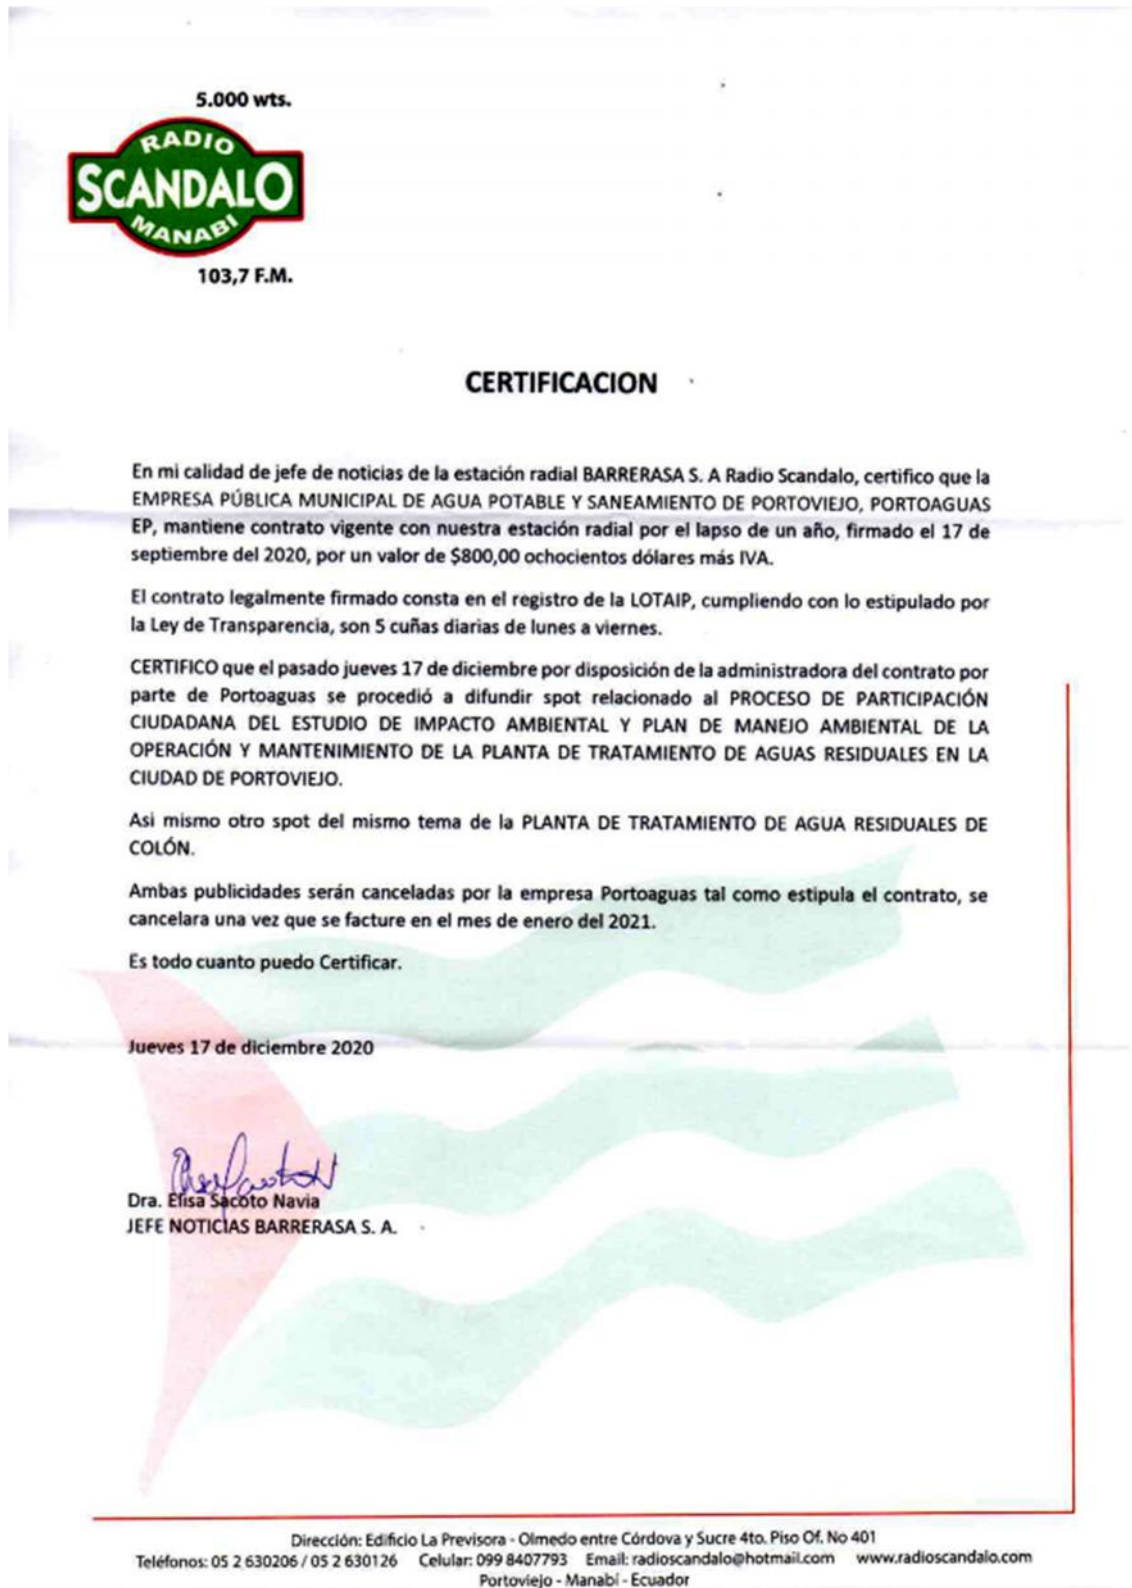 5.000 wts.
RADIO
SCANDALO
MANABI
103,7 F.M.
CERTIFICACION
En mi calidad de jefe de noticias de la estación radial BARRERASA S. A Radio Scandalo, certifico que la
EMPRESA PÚBLICA MUNICIPAL DE AGUA POTABLE Y SANEAMIENTO DE PORTOVIEJO, PORTOAGUAS
EP, mantiene contrato vigente con nuestra estación radial por el lapso de un año, firmado el 17 de
septiembre del 2020, por un valor de $800,00 ochocientos dólares más IVA.
El contrato legalmente firmado consta en el registro de la LOTAIP, cumpliendo con lo estipulado por
la Ley de Transparencia, son 5 cuñas diarias de lunes a viernes.
CERTIFICO que el pasado jueves 17 de diciembre por disposición de la administradora del contrato por
parte de Portoaguas se procedió a difundir spot relacionado al PROCESO DE PARTICIPACIÓN
CIUDADANA DEL ESTUDIO DE IMPACTO AMBIENTAL Y PLAN DE MANEJO AMBIENTAL DE LA
OPERACIÓN Y MANTENIMIENTO DE LA PLANTA DE TRATAMIENTO DE AGUAS RESIDUALES EN LA
CIUDAD DE PORTOVIEJO.
Asi mismo otro spot del mismo tema de la PLANTA DE TRATAMIENTO DE AGUA RESIDUALES DE
COLÓN.
Ambas publicidades serán canceladas por la empresa Portoaguas tal como estipula el contrato, se
cancelara una vez que se facture en el mes de enero del 2021.
Es todo cuanto puedo Certificar.
Jueves 17 de diciembre 2020
Dra. Elisa Sacoto Navia
JEFE NOTICIAS BARRERASA S. A.
Dirección: Edificio La Previsora - Olmedo entre Córdova y Sucre 4to. Piso Of. No 401
Teléfonos: 05 2 630206 / 05 2 630126 Celular: 099 8407793 Email: radioscandalo@hotmail.com www.radioscandalo.com
Portoviejo - Manabí - Ecuador